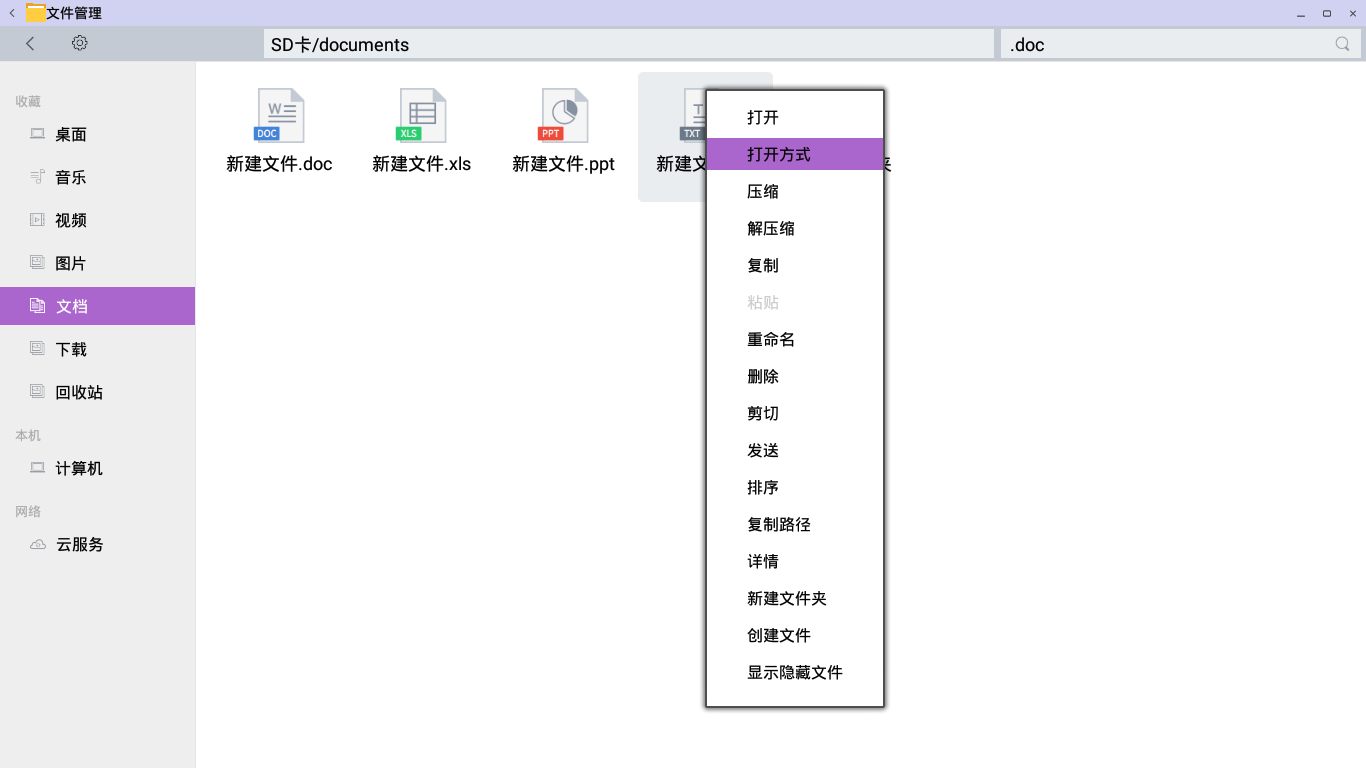 文件管理
SD卡/documents
.doc
收藏
桌面
音乐
视频
图片
文档
下载
回收站
本机
计算机
网络
云服务
W
DOC
新建文件.doc
XLS
新建文件.xls
PPT
新建文件.ppt
T
TXT
新建文
夹
打开
打开方式
压缩
解压缩
复制
粘贴
重命名
删除
剪切
发送
排序
复制路径
详情
新建文件夹
创建文件
显示隐藏文件